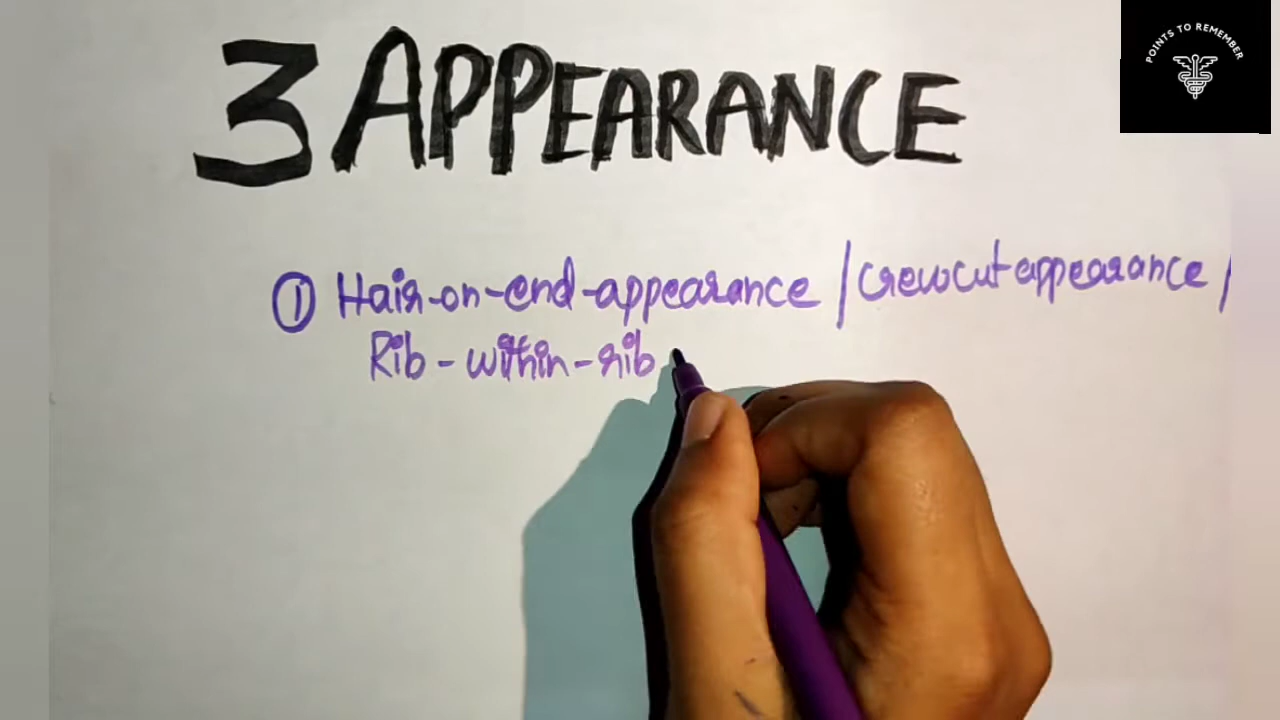 POINTS TO REMEMBER
3 APPEARANCE
① Hair-on-end-appearance / Crewcut appearance /
Rib-within-rib